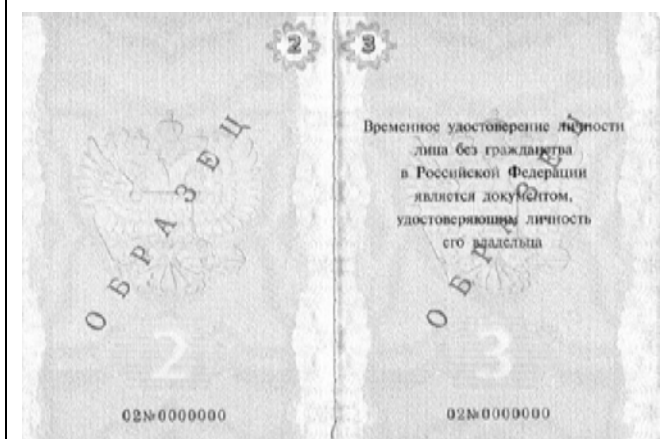 2
ОБРАЗЕЦ
2
02№0000000
3
Временное удостоверение личности
лица без гражданства
в Российской Федерации
является документом,
удостоверяющим личность
его владельца
ОБРАЗЕЦ
3
02№0000000